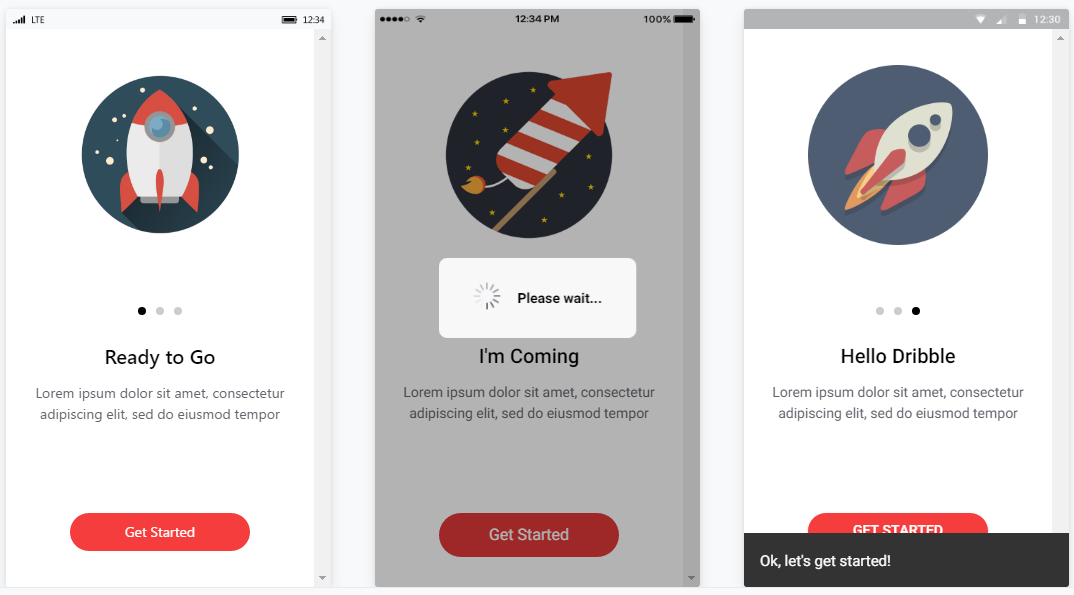 LTE
12:34
Ready to Go
Lorem ipsum dolor sit amet, consectetur
adipiscing elit, sed do eiusmod tempor
Get Started
12:34 PM
100%
Please wait...
I'm Coming
Lorem ipsum dolor sit amet, consectetur
adipiscing elit, sed do eiusmod tempor
Get Started
12:30
Hello Dribble
Lorem ipsum dolor sit amet, consectetur
adipiscing elit, sed do eiusmod tempor
GET STARTED
Ok, let's get started!